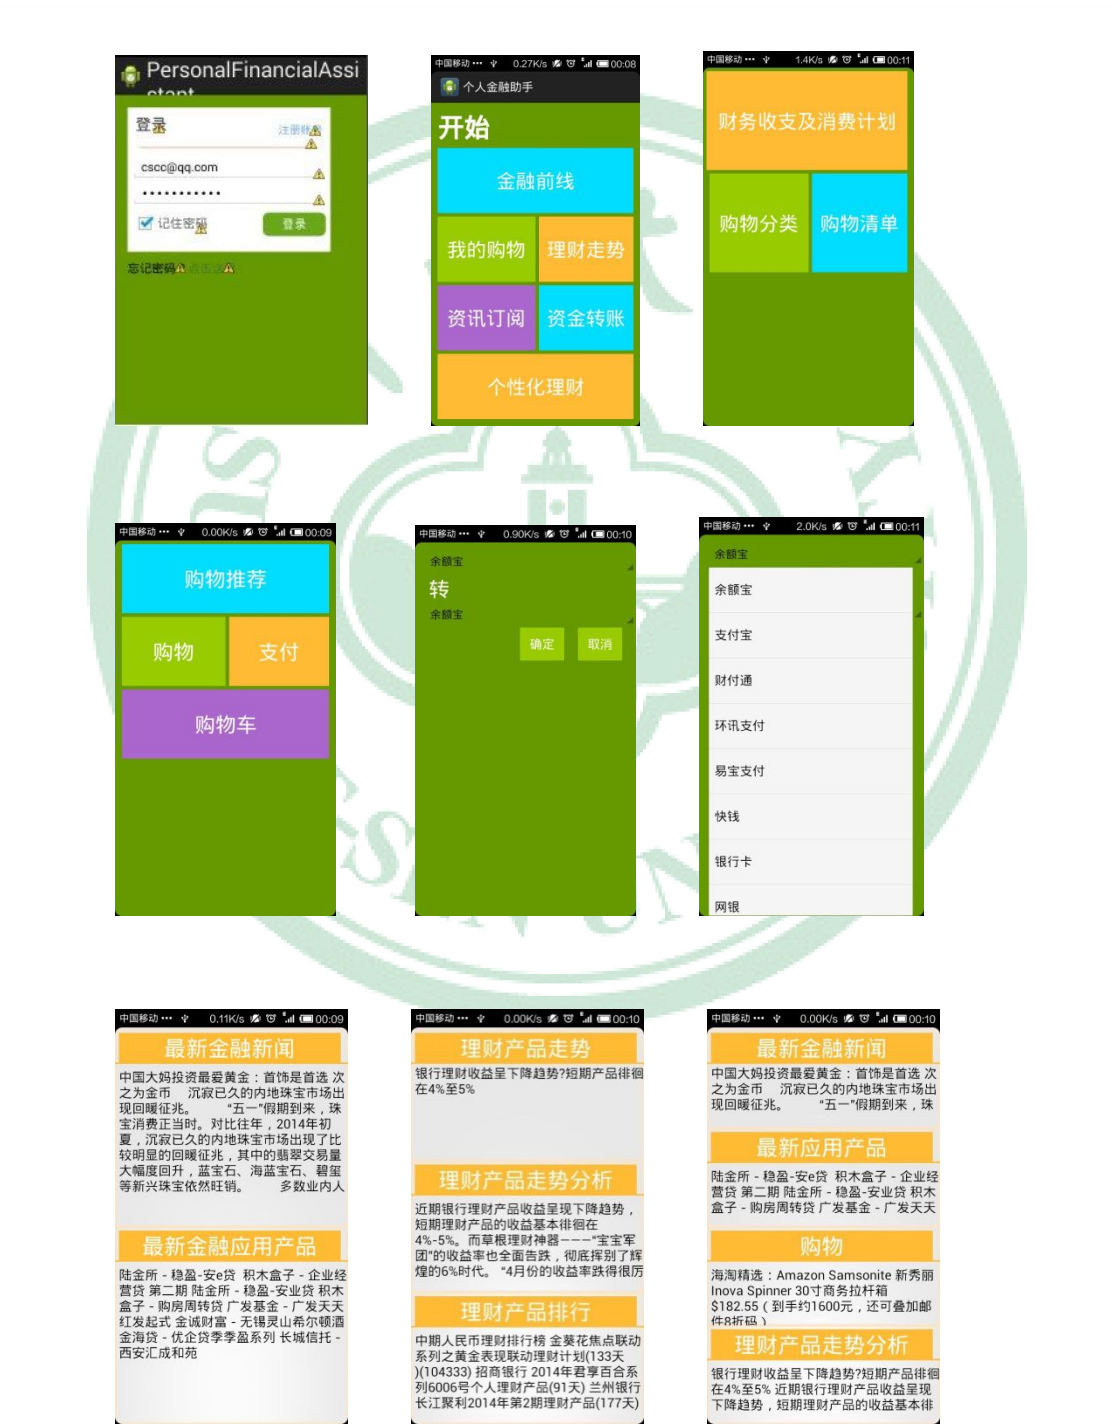 PersonalFinancialAssi
登录
注册账
cscc@qq.com
记住密码
登录
忘记密码
中国移动 ••• 0.27K/s 00:08
个人金融助手
开始
金融前线
我的购物 理财走势
资讯订阅 资金转账
个性化理财
中国移动 ••• 1.4K/s 00:11
财务收支及消费计划
购物分类 购物清单
中国移动 ••• 0.00K/s 00:09
购物推荐
购物 支付
购物车
中国移动 ••• 0.90K/s 00:10
余额宝
转
余额宝
确定 取消
中国移动 ••• 2.0K/s 00:11
余额宝
余额宝
支付宝
财付通
环讯支付
易宝支付
快钱
银行卡
网银
中国移动 ••• 0.11K/s 00:09
最新金融新闻
中国大妈投资最爱黄金：首饰是首选 次
之为金币 沉寂已久的内地珠宝市场出
现回暖征兆。 “五一”假期到来，珠
宝消费正当时。对比往年，2014年初
夏，沉寂已久的内地珠宝市场出现了比
较明显的回暖征兆，其中的翡翠交易量
大幅度回升，蓝宝石、海蓝宝石、碧玺
等新兴珠宝依然旺销。 多数业内人
最新金融应用产品
陆金所 - 稳盈-安e贷 积木盒子 - 企业经
营贷 第二期 陆金所 - 稳盈-安业贷 积木
盒子 - 购房周转贷 广发基金 - 广发天天
红发起式 金诚财富 - 无锡灵山希尔顿酒
金海贷 - 优企贷季季盈系列 长城信托 -
西安汇成和苑
中国移动 ••• 0.00K/s 00:10
理财产品走势
银行理财收益呈下降趋势?短期产品徘徊
在4%至5%
理财产品走势分析
近期银行理财产品收益呈现下降趋势，
短期理财产品的收益基本徘徊在
4%-5%。而草根理财神器———“宝宝军
团”的收益率也全面告跌，彻底挥别了辉
煌的6%时代。 “4月份的收益率跌得很厉
理财产品排行
中期人民币理财排行榜 金葵花焦点联动
系列之黄金表现联动理财计划(133天
)(104333) 招商银行 2014年君享百合系
列6006号个人理财产品(91天) 兰州银行
长江聚利2014年第2期理财产品(177天)
中国移动 ••• 0.00K/s 00:10
最新金融新闻
中国大妈投资最爱黄金：首饰是首选 次
之为金币 沉寂已久的内地珠宝市场出
现回暖征兆。 “五一”假期到来，珠
最新应用产品
陆金所 - 稳盈-安e贷 积木盒子 - 企业经
营贷 第二期 陆金所 - 稳盈-安业贷 积木
盒子 - 购房周转贷 广发基金 - 广发天天
购物
海淘精选：Amazon Samsonite 新秀丽
Inova Spinner 30寸商务拉杆箱
$182.55（到手约1600元，还可叠加邮
件8折码）
理财产品走势分析
银行理财收益呈下降趋势?短期产品徘徊
在4%至5% 近期银行理财产品收益呈现
下降趋势，短期理财产品的收益基本徘